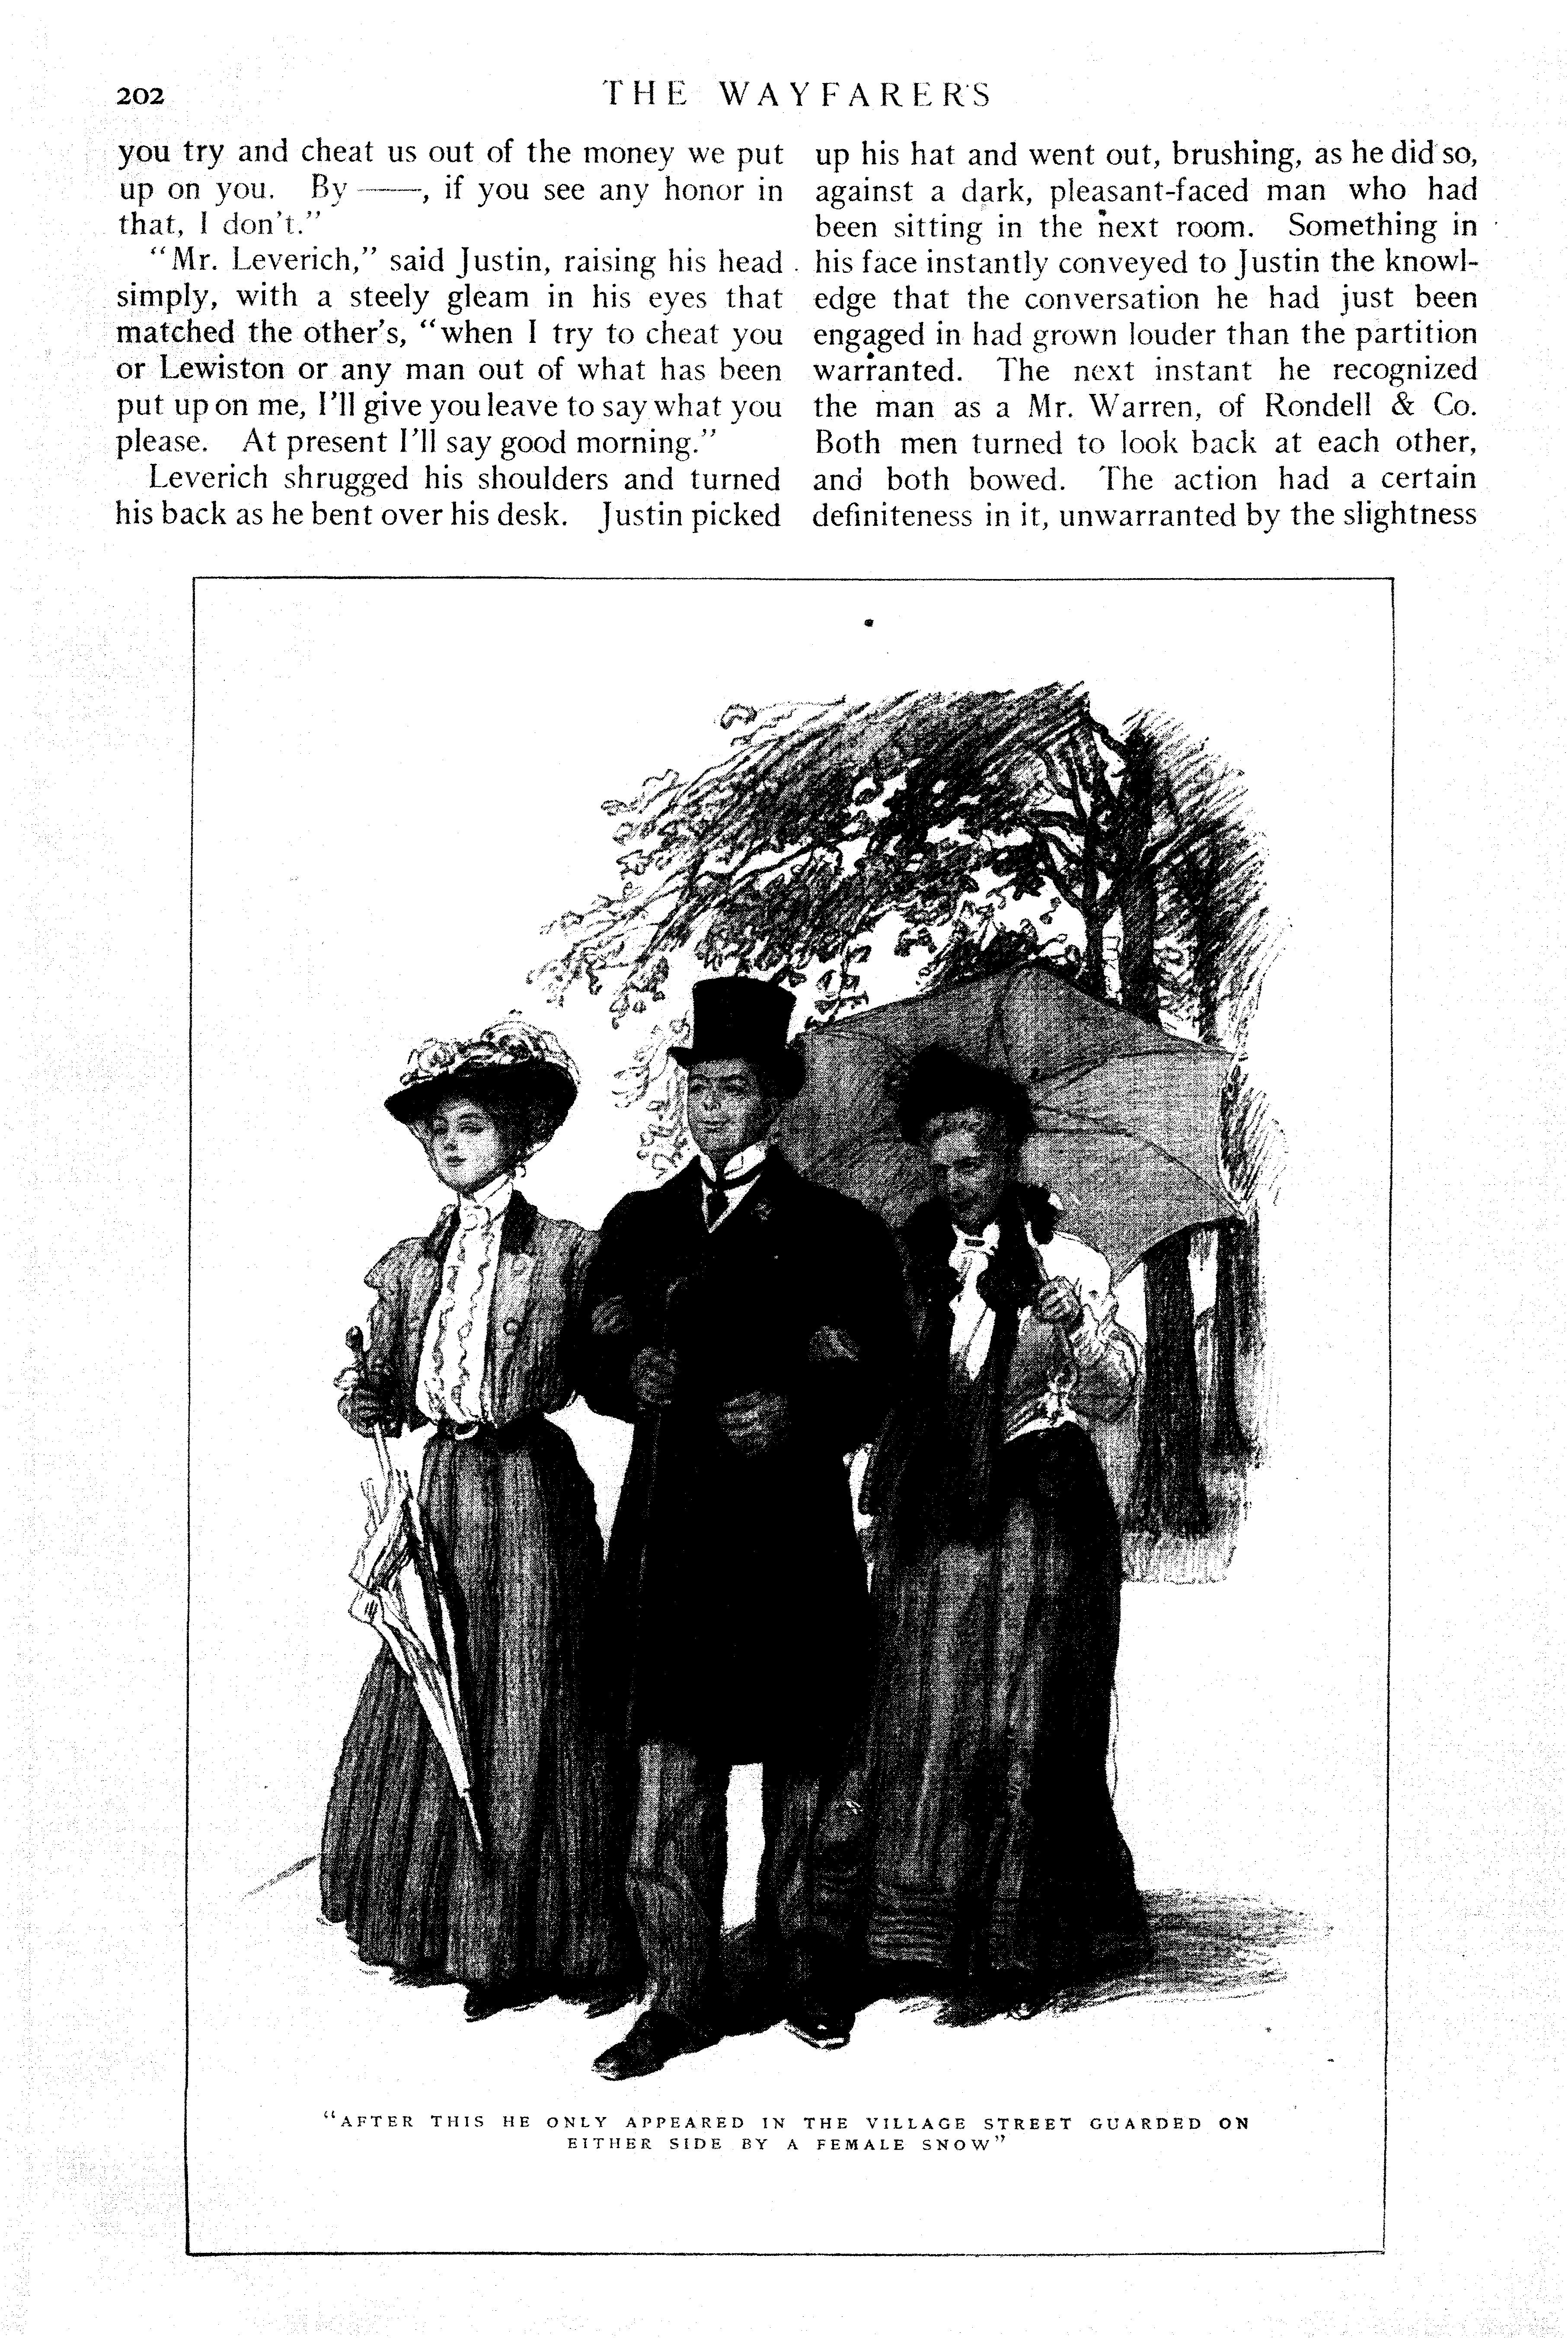 202
THE WAYFARERS
you try and cheat us out of the money we put
up on you. By ——, if you see any honor in
that, I don't."
"Mr. Leverich," said Justin, raising his head
simply, with a steely gleam in his eyes that
matched the other's, "when I try to cheat you
or Lewiston or any man out of what has been
put up on me, I'll give you leave to say what you
please. At present I'll say good morning."
Leverich shrugged his shoulders and turned
his back as he bent over his desk. Justin picked
up his hat and went out, brushing, as he did so,
against a dark, pleasant-faced man who had
been sitting in the next room. Something in
his face instantly conveyed to Justin the knowl-
edge that the conversation he had just been
engaged in had grown louder than the partition
warranted. The next instant he recognized
the man as a Mr. Warren, of Rondell & Co.
Both men turned to look back at each other,
and both bowed. The action had a certain
definiteness in it, unwarranted by the slightness
"AFTER THIS HE ONLY APPEARED IN THE VILLAGE STREET GUARDED ON
EITHER SIDE BY A FEMALE SNOW"